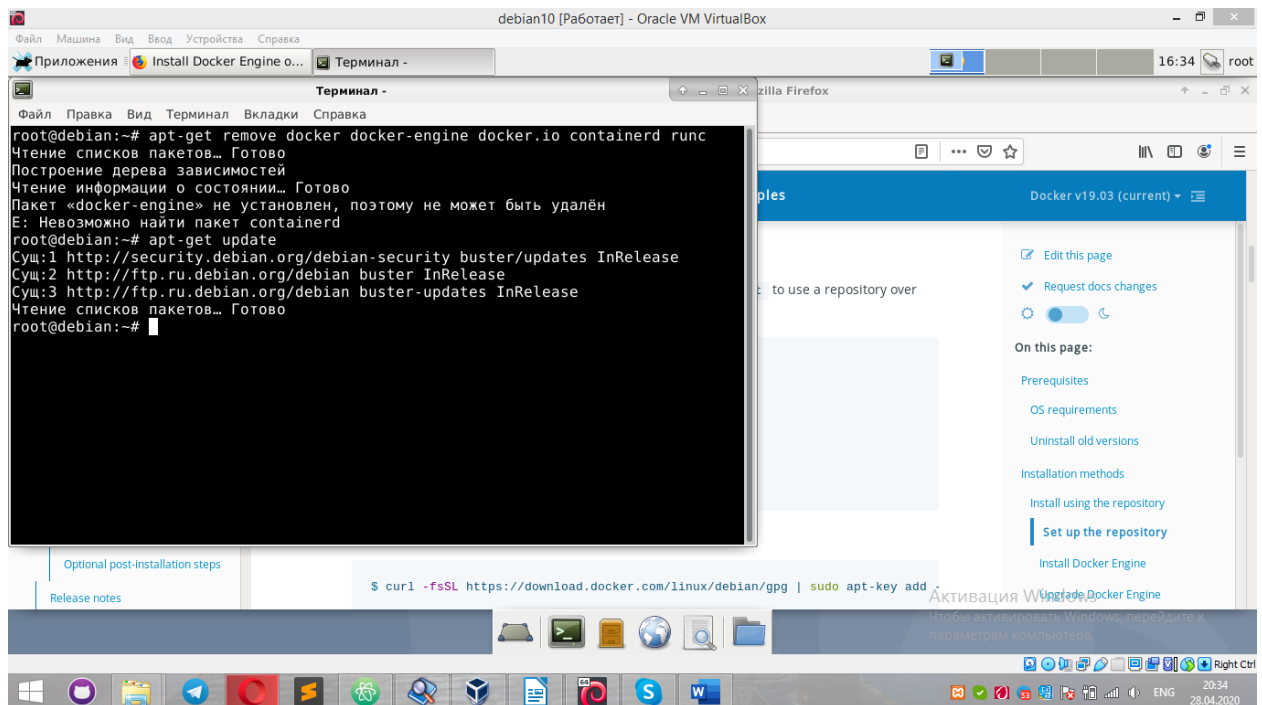 debian10 [Работает] - Oracle VM VirtualBox
Файл Машина Вид Ввод Устройства Справка
Приложения Install Docker Engine o... Терминал - 16:34 root
Терминал - zilla Firefox
Файл Правка Вид Терминал Вкладки Справка
root@debian:~# apt-get remove docker docker-engine docker.io containerd runc
Чтение списков пакетов… Готово
Построение дерева зависимостей
Чтение информации о состоянии… Готово
Пакет «docker-engine» не установлен, поэтому не может быть удалён
E: Невозможно найти пакет containerd
root@debian:~# apt-get update
Сущ:1 http://security.debian.org/debian-security buster/updates InRelease
Сущ:2 http://ftp.ru.debian.org/debian buster InRelease
Сущ:3 http://ftp.ru.debian.org/debian buster-updates InRelease
Чтение списков пакетов… Готово
root@debian:~#
ples
Docker v19.03 (current)
to use a repository over
Edit this page
Request docs changes
On this page:
Prerequisites
OS requirements
Uninstall old versions
Installation methods
Install using the repository
Set up the repository
Install Docker Engine
Upgrade Docker Engine
Optional post-installation steps
Release notes
$ curl -fsSL https://download.docker.com/linux/debian/gpg | sudo apt-key add -
Активация Windows
Чтобы активировать Windows, перейдите к
параметрам компьютера.
Right Ctrl
ENG
20:34
28.04.2020